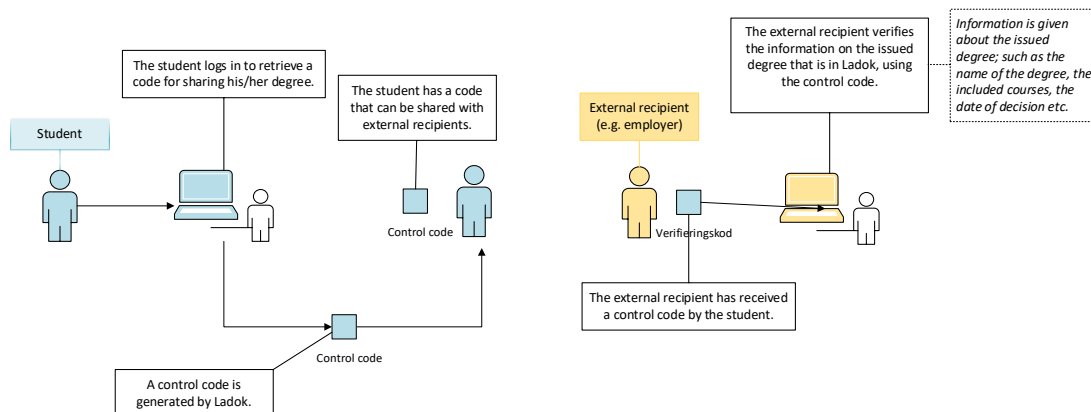 The student logs in to retrieve a
code for sharing his/her degree.
The student has a code
that can be shared with
external recipients.
Student
Control code
Control code
A control code is
generated by Ladok.
The external recipient verifies
the information on the issued
degree that is in Ladok, using
the control code.
Information is given
about the issued
degree; such as the
name of the degree, the
included courses, the
date of decision etc.
External recipient
(e.g. employer)
Verifieringskod
The external recipient has received
a control code by the student.